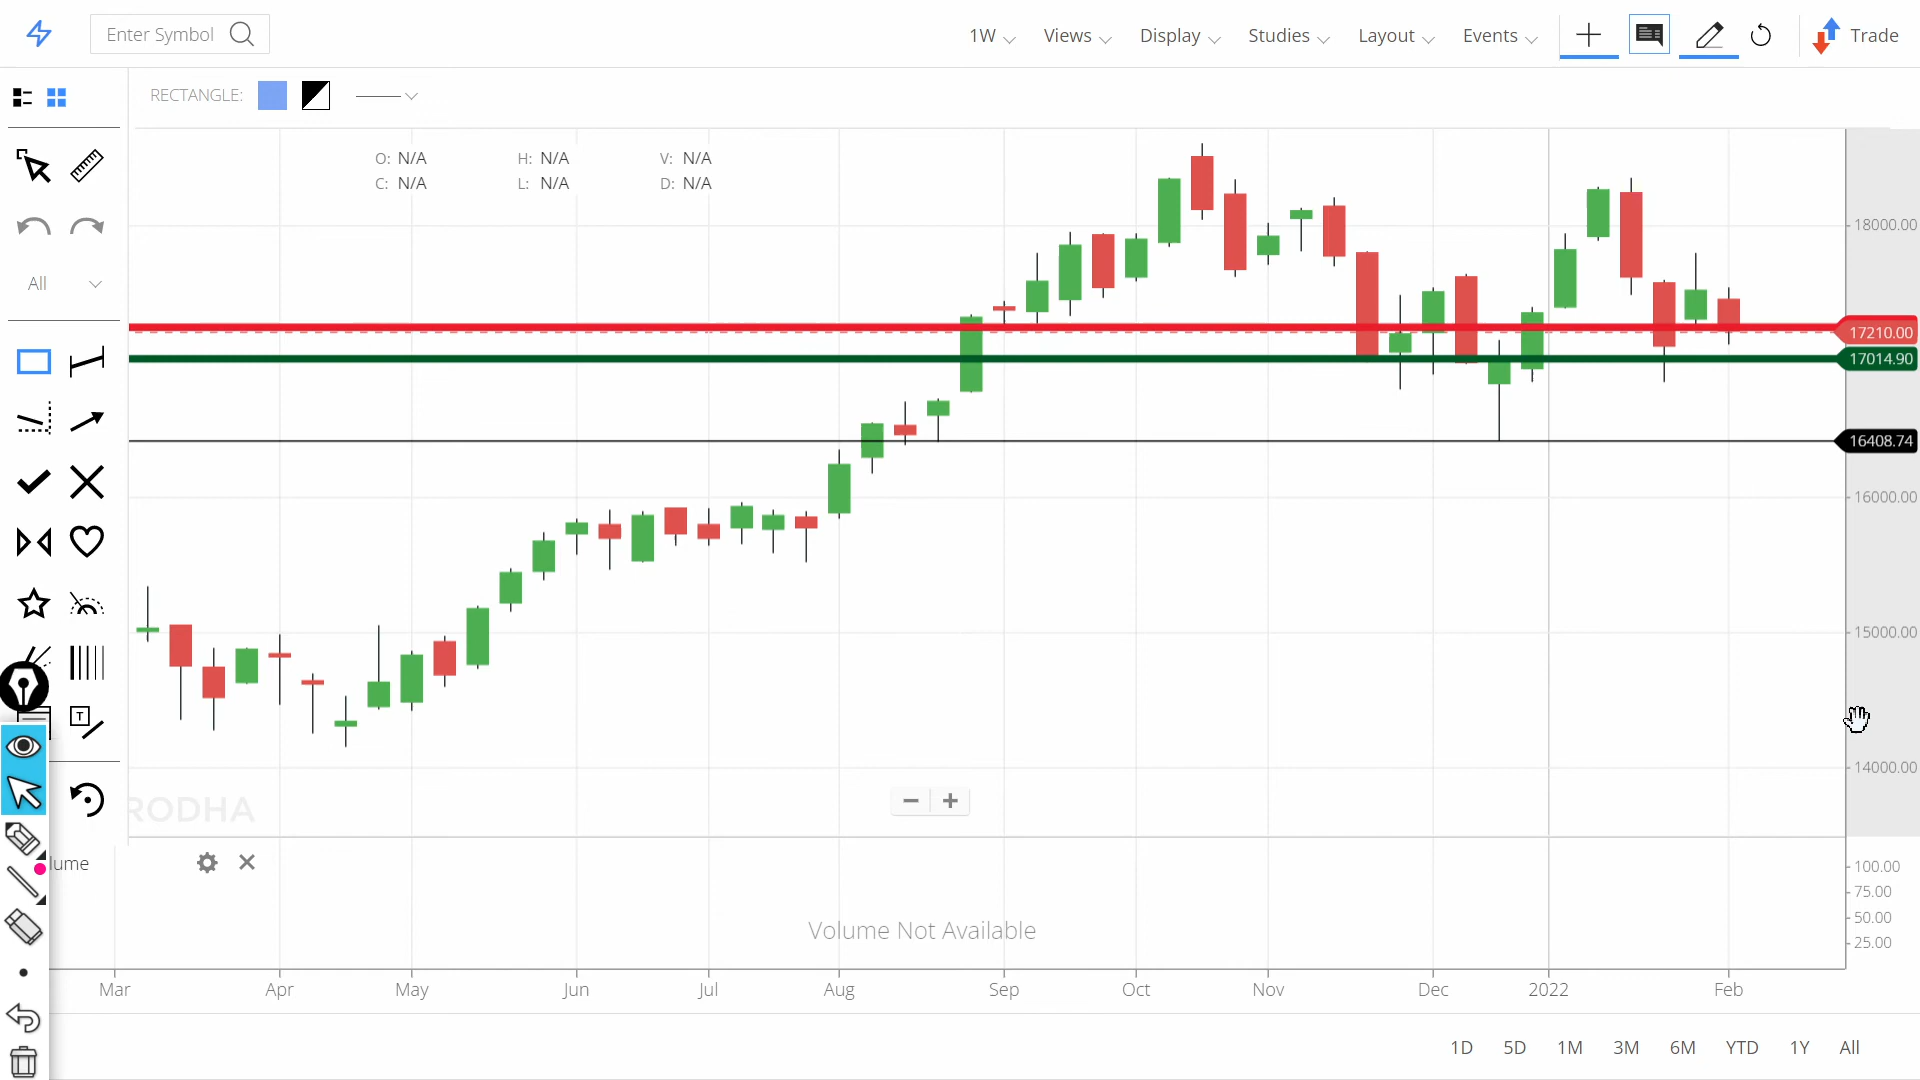 Enter Symbol
1W Views Display Studies Layout Events Trade
RECTANGLE:
O: N/A H: N/A V: N/A
C: N/A L: N/A D: N/A
All
18000.00
17210.00
17014.90
16408.74
16000.00
15000.00
14000.00
T
RODHA
lume
100.00
75.00
50.00
25.00
Volume Not Available
Mar Apr May Jun Jul Aug Sep Oct Nov Dec 2022 Feb
1D 5D 1M 3M 6M YTD 1Y All